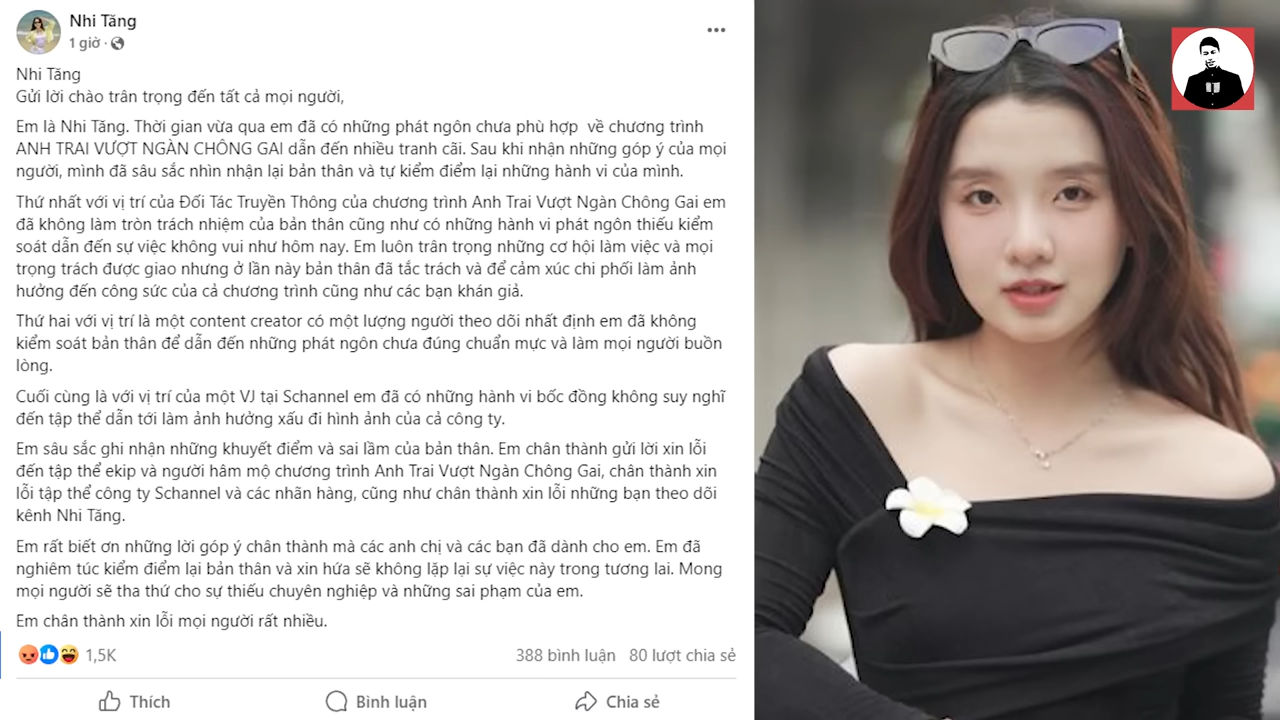 Nhi Tăng
1 giờ ·
Nhi Tăng
Gửi lời chào trân trọng đến tất cả mọi người,
Em là Nhi Tăng. Thời gian vừa qua em đã có những phát ngôn chưa phù hợp  về chương trình
ANH TRAI VƯỢT NGÀN CHÔNG GAI dẫn đến nhiều tranh cãi. Sau khi nhận những góp ý của mọi
người, mình đã sâu sắc nhìn nhận lại bản thân và tự kiểm điểm lại những hành vi của mình.
Thứ nhất với vị trí của Đối Tác Truyền Thông của chương trình Anh Trai Vượt Ngàn Chông Gai em
đã không làm tròn trách nhiệm của bản thân cũng như có những hành vi phát ngôn thiếu kiểm
soát dẫn đến sự việc không vui như hôm nay. Em luôn trân trọng những cơ hội làm việc và mọi
trọng trách được giao nhưng ở lần này bản thân đã tắc trách và để cảm xúc chi phối làm ảnh
hưởng đến công sức của cả chương trình cũng như các bạn khán giả.
Thứ hai với vị trí là một content creator có một lượng người theo dõi nhất định em đã không
kiểm soát bản thân để dẫn đến những phát ngôn chưa đúng chuẩn mực và làm mọi người buồn
lòng.
Cuối cùng là với vị trí của một VJ tại Schannel em đã có những hành vi bốc đồng không suy nghĩ
đến tập thể dẫn tới làm ảnh hưởng xấu đi hình ảnh của cả công ty.
Em sâu sắc ghi nhận những khuyết điểm và sai lầm của bản thân. Em chân thành gửi lời xin lỗi
đến tập thể ekip và người hâm mộ chương trình Anh Trai Vượt Ngàn Chông Gai, chân thành xin
lỗi tập thể công ty Schannel và các nhãn hàng, cũng như chân thành xin lỗi những bạn theo dõi
kênh Nhi Tăng.
Em rất biết ơn những lời góp ý chân thành mà các anh chị và các bạn đã dành cho em. Em đã
nghiêm túc kiểm điểm lại bản thân và xin hứa sẽ không lặp lại sự việc này trong tương lai. Mong
mọi người sẽ tha thứ cho sự thiếu chuyên nghiệp và những sai phạm của em.
Em chân thành xin lỗi mọi người rất nhiều.
1,5K 388 bình luận 80 lượt chia sẻ
Thích Bình luận Chia sẻ